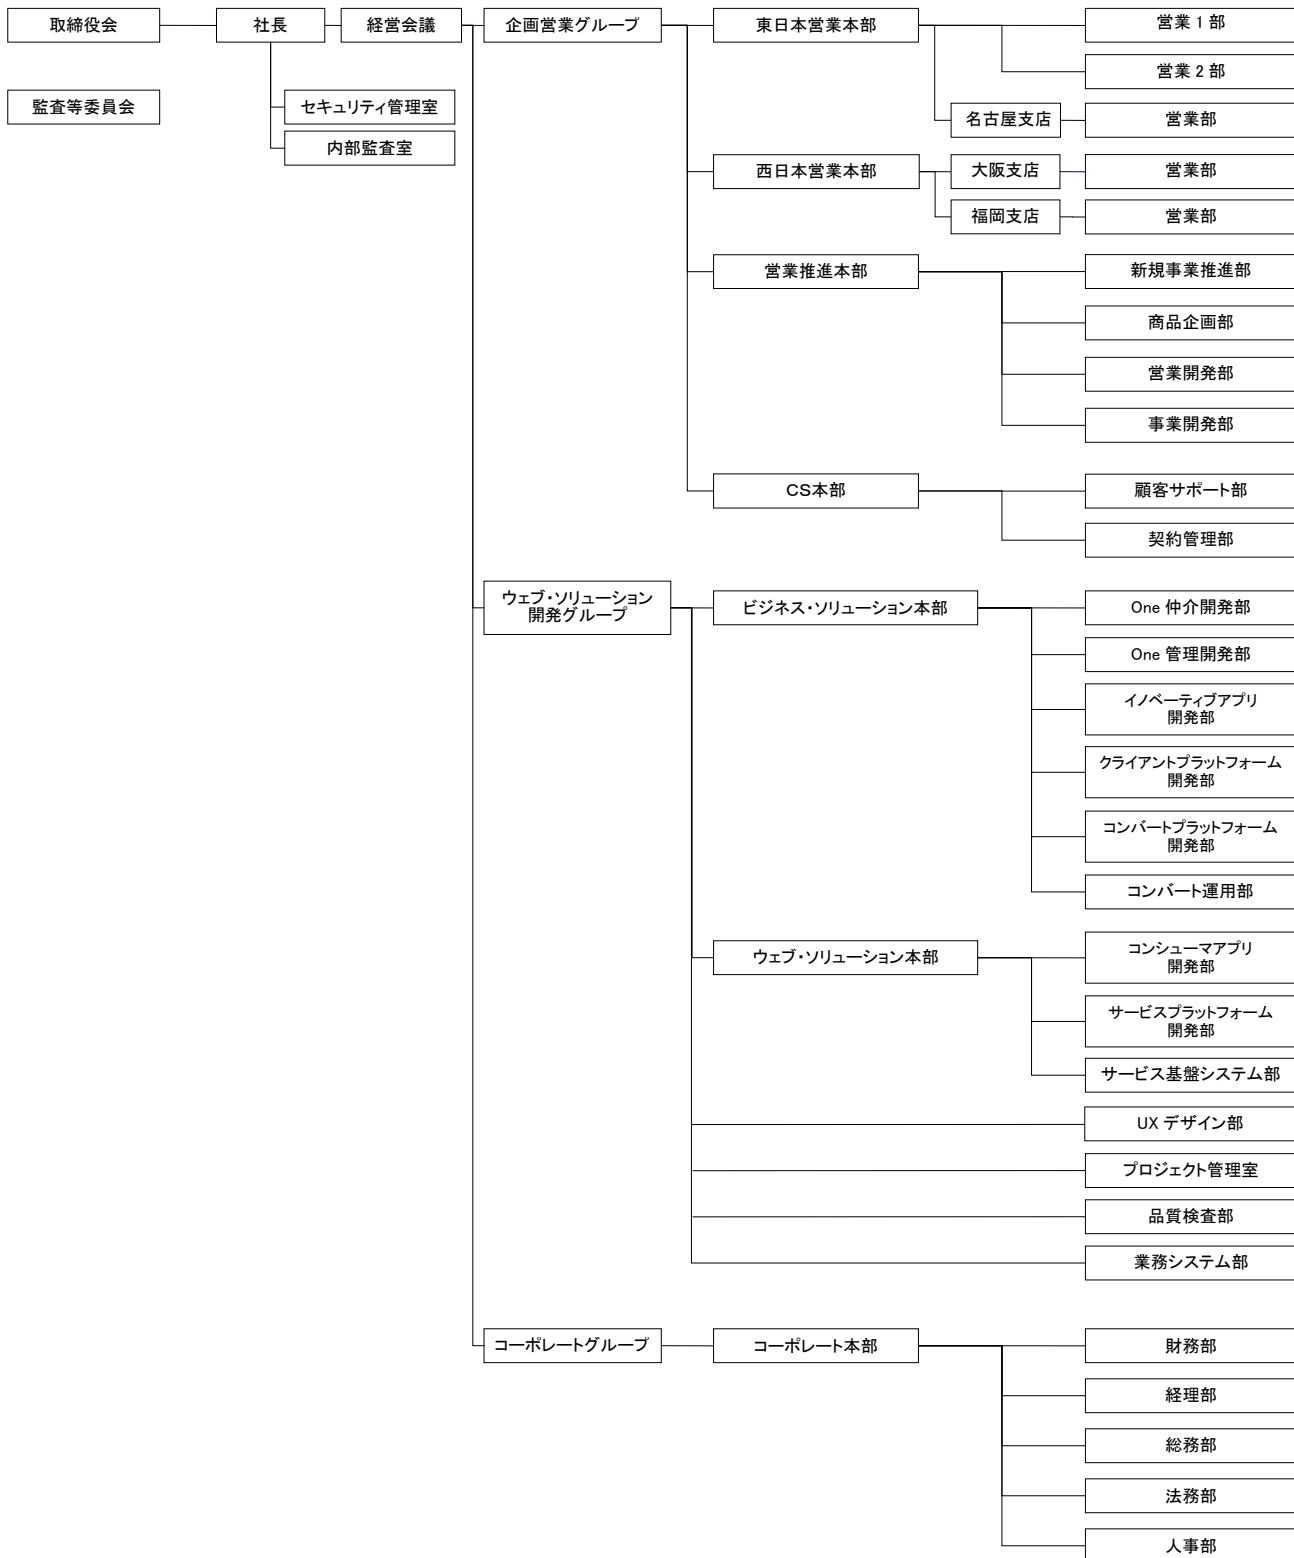 取締役会
社長
経営会議
企画営業グループ
東日本営業本部
営業1部
営業2部
監査等委員会
セキュリティ管理室
名古屋支店
営業部
内部監査室
西日本営業本部
大阪支店
営業部
福岡支店
営業部
営業推進本部
新規事業推進部
商品企画部
営業開発部
事業開発部
CS本部
顧客サポート部
契約管理部
ウェブ・ソリューション
開発グループ
ビジネス・ソリューション本部
One 仲介開発部
One 管理開発部
イノベーティブアプリ
開発部
クライアントプラットフォーム
開発部
コンバートプラットフォーム
開発部
コンバート運用部
ウェブ・ソリューション本部
コンシューマアプリ
開発部
サービスプラットフォーム
開発部
サービス基盤システム部
UX デザイン部
プロジェクト管理室
品質検査部
業務システム部
コーポレートグループ
コーポレート本部
財務部
経理部
総務部
法務部
人事部